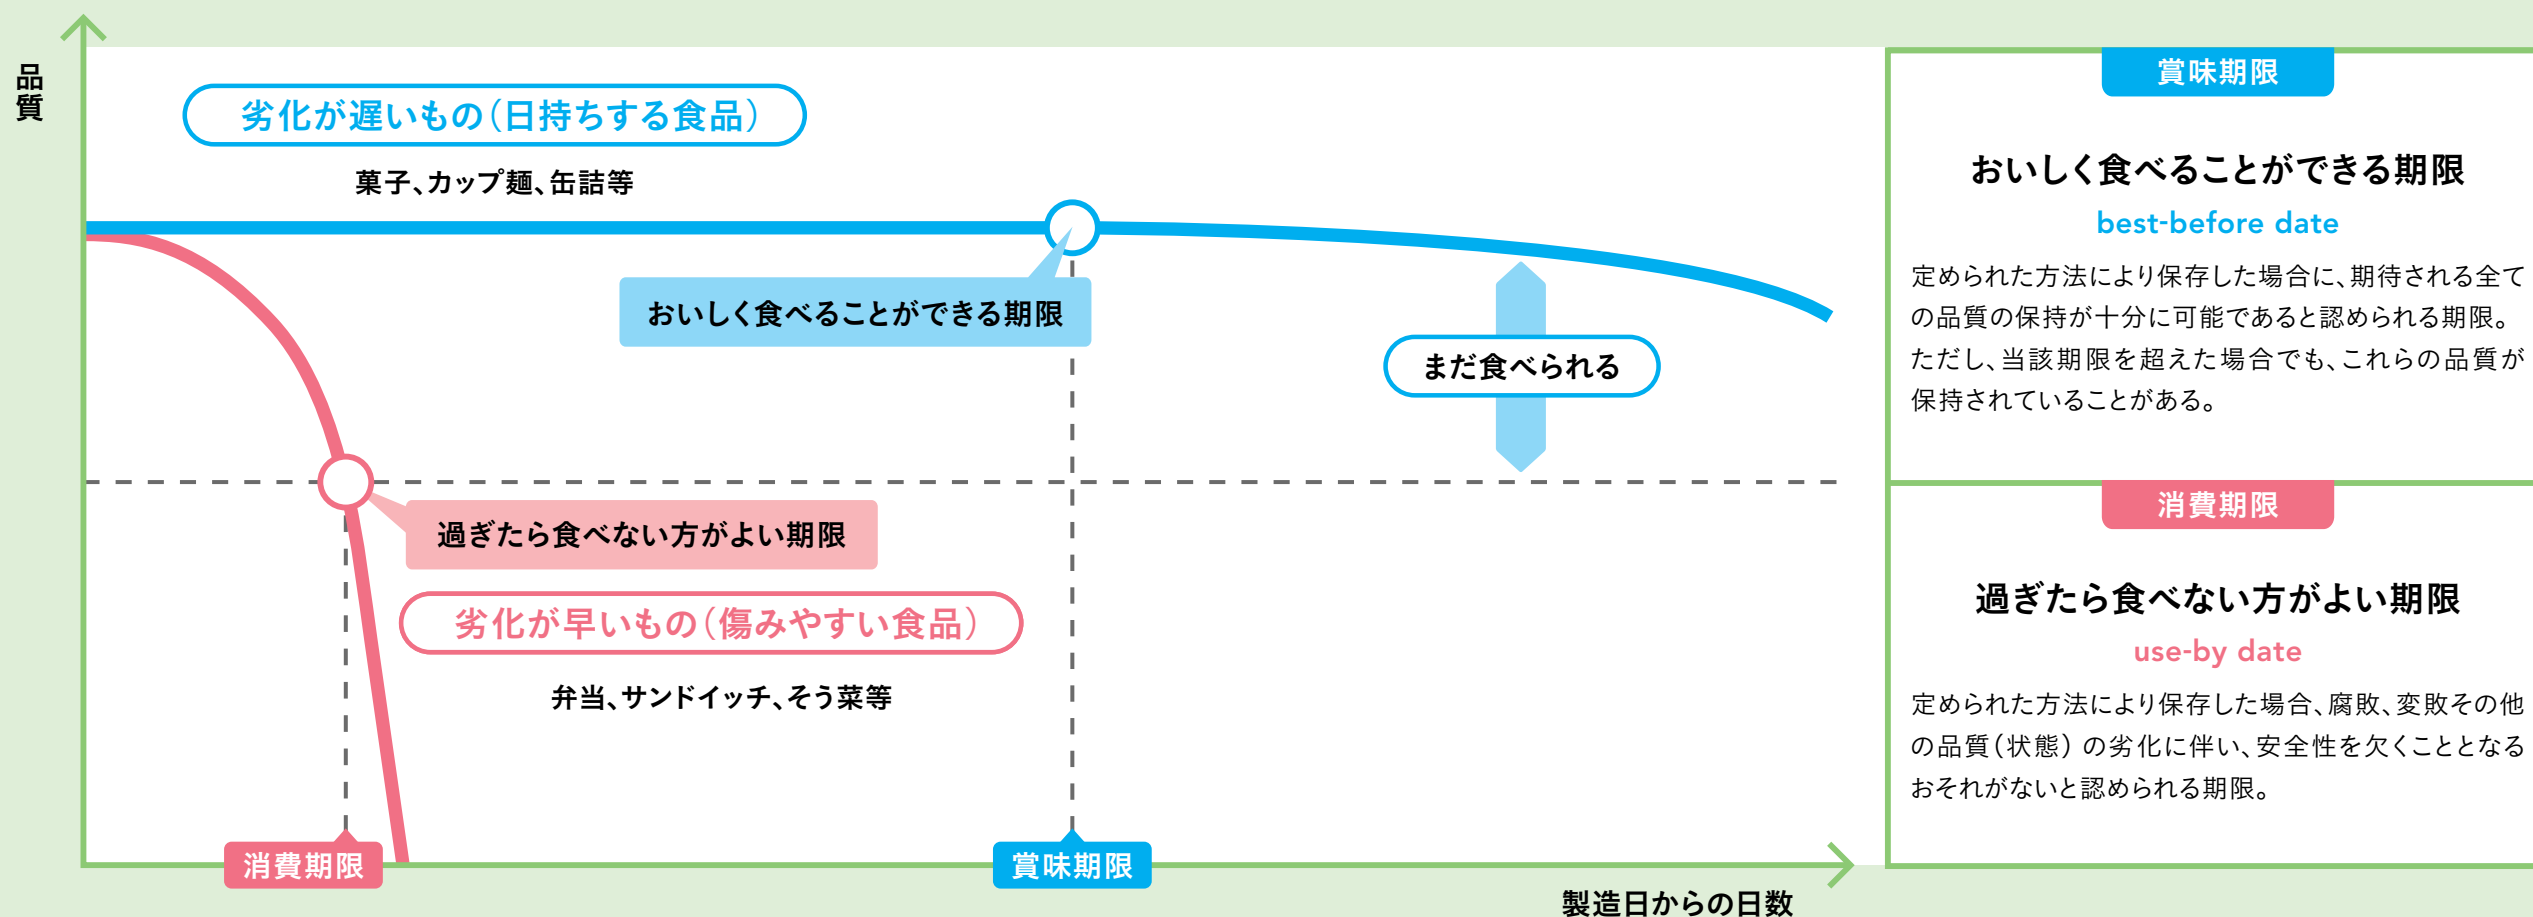 品質
劣化が遅いもの（日持ちする食品）
菓子、カップ麺、缶詰等
おいしく食べることができる期限
まだ食べられる
過ぎたら食べない方がよい期限
劣化が早いもの（傷みやすい食品）
弁当、サンドイッチ、そう菜等
消費期限
賞味期限
製造日からの日数
賞味期限
おいしく食べることができる期限
best-before date
定められた方法により保存した場合に、期待される全て
の品質の保持が十分に可能であると認められる期限。
ただし、当該期限を超えた場合でも、これらの品質が
保持されていることがある。
消費期限
過ぎたら食べない方がよい期限
use-by date
定められた方法により保存した場合、腐敗、変敗その他
の品質（状態）の劣化に伴い、安全性を欠くこととなる
おそれがないと認められる期限。